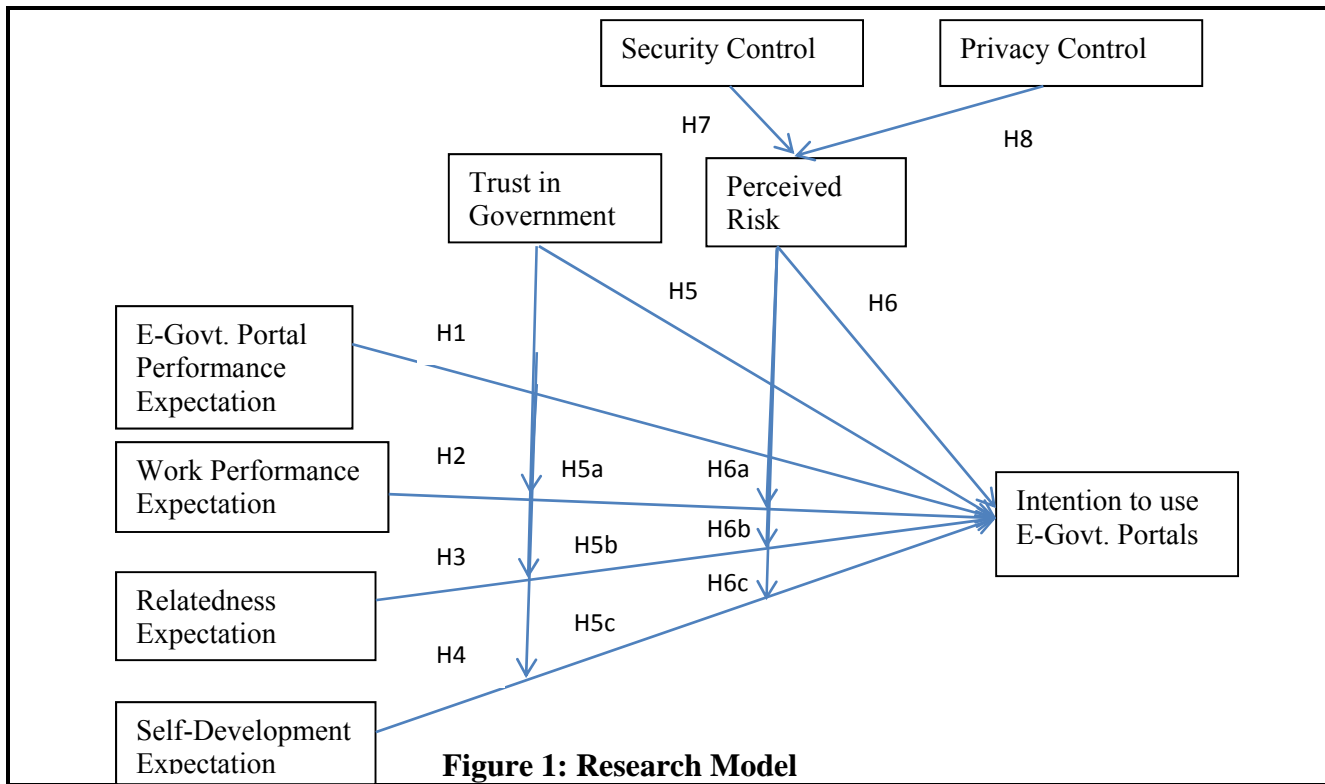 Security Control
Privacy Control
H7
H8
Trust in
Government
Perceived
Risk
H5
H6
E-Govt. Portal
Performance
Expectation
H1
Work Performance
Expectation
H2
H5a
H6a
Intention to use
E-Govt. Portals
Relatedness
Expectation
H3
H5b
H6b
H6c
H5c
H4
Self-Development
Expectation
Figure 1: Research Model